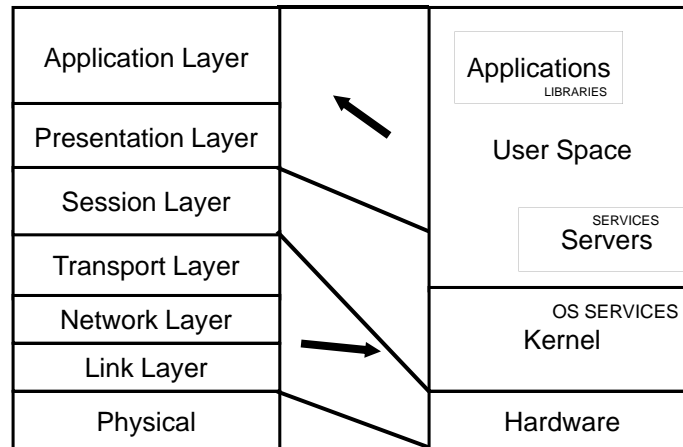 Application Layer
Presentation Layer
Session Layer
Transport Layer
Network Layer
Link Layer
Physical
Applications
LIBRARIES
User Space
SERVICES
Servers
OS SERVICES
Kernel
Hardware